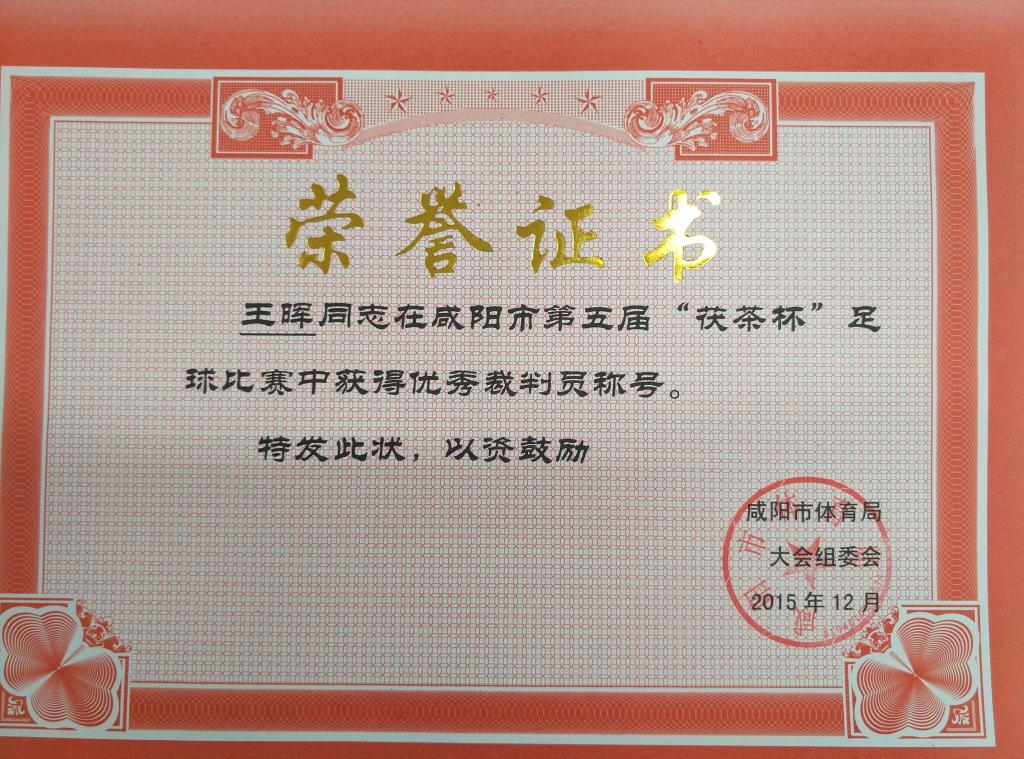 荣誉证书
王晖同志在咸阳市第五届“茯茶杯”足
球比赛中获得优秀裁判员称号。
特发此状，以资鼓励
咸阳市体育局
大会组委会
2015年12月